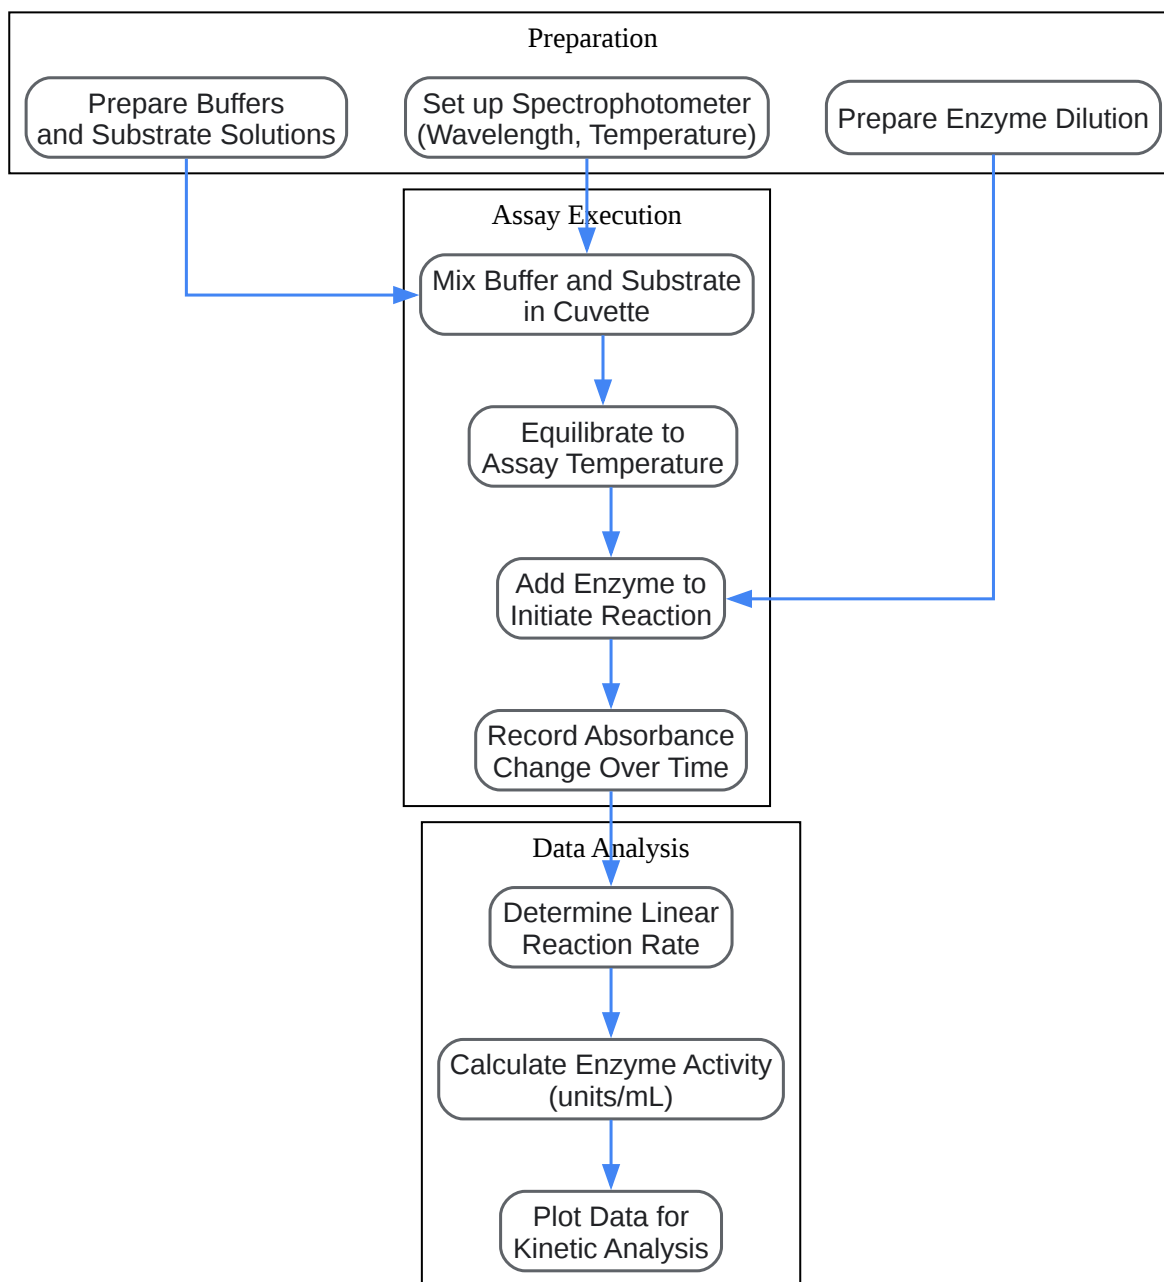 Preparation
Prepare Buffers
and Substrate Solutions
Set up Spectrophotometer
(Wavelength, Temperature)
Prepare Enzyme Dilution
Assay Execution
Mix Buffer and Substrate
in Cuvette
Equilibrate to
Assay Temperature
Add Enzyme to
Initiate Reaction
Record Absorbance
Change Over Time
Data Analysis
Determine Linear
Reaction Rate
Calculate Enzyme Activity
(units/mL)
Plot Data for
Kinetic Analysis